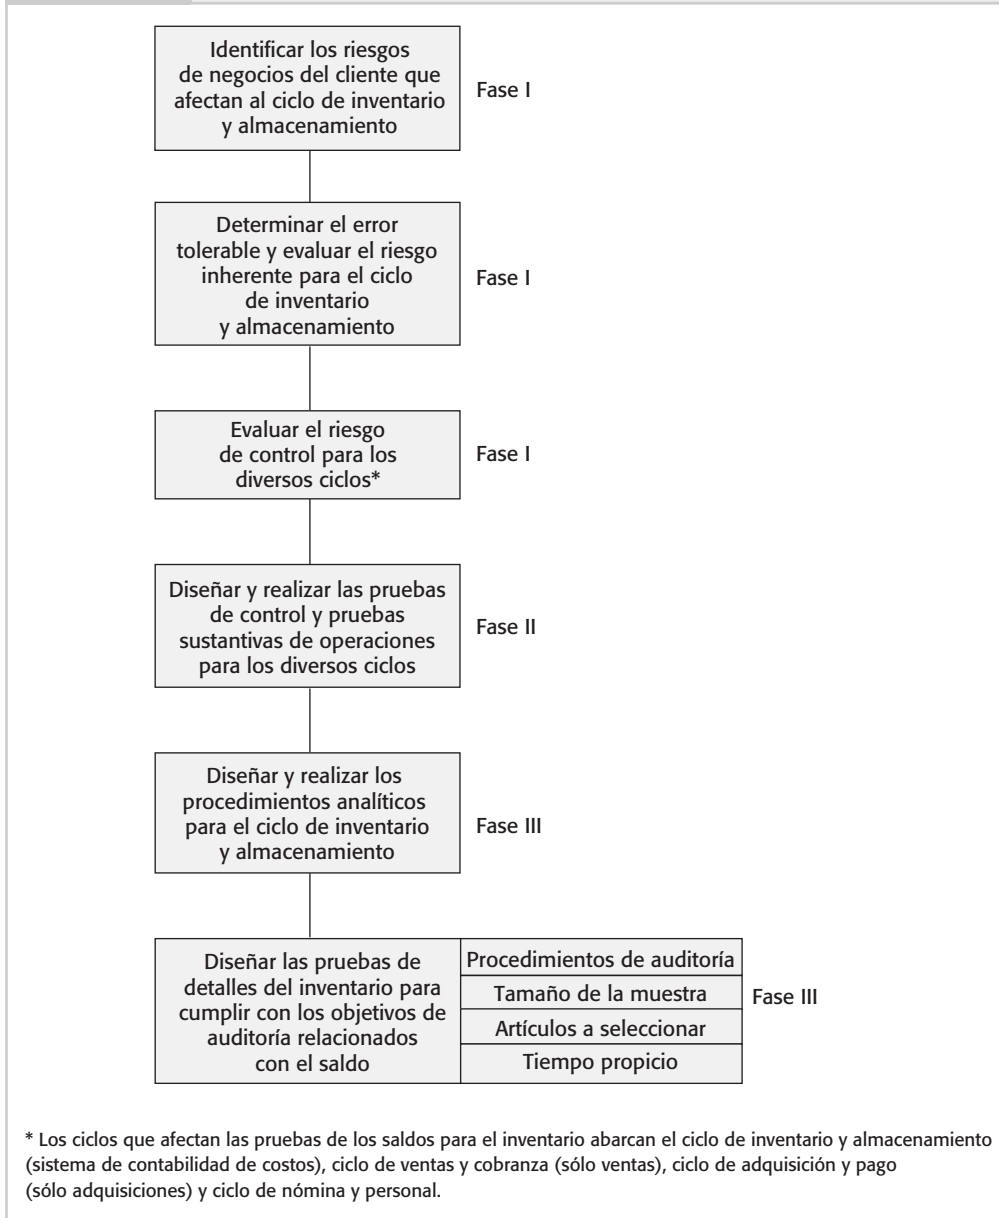 Identificar los riesgos
de negocios del cliente que
afectan al ciclo de inventario
y almacenamiento
Fase I
Determinar el error
tolerable y evaluar el riesgo
inherente para el ciclo
de inventario
y almacenamiento
Fase I
Evaluar el riesgo
de control para los
diversos ciclos*
Fase I
Diseñar y realizar las pruebas
de control y pruebas
sustantivas de operaciones
para los diversos ciclos
Fase II
Diseñar y realizar los
procedimientos analíticos
para el ciclo de inventario
y almacenamiento
Fase III
Diseñar las pruebas de
detalles del inventario para
cumplir con los objetivos de
auditoría relacionados
con el saldo
Procedimientos de auditoría
Tamaño de la muestra
Artículos a seleccionar
Tiempo propicio
Fase III
* Los ciclos que afectan las pruebas de los saldos para el inventario abarcan el ciclo de inventario y almacenamiento
(sistema de contabilidad de costos), ciclo de ventas y cobranza (sólo ventas), ciclo de adquisición y pago
(sólo adquisiciones) y ciclo de nómina y personal.